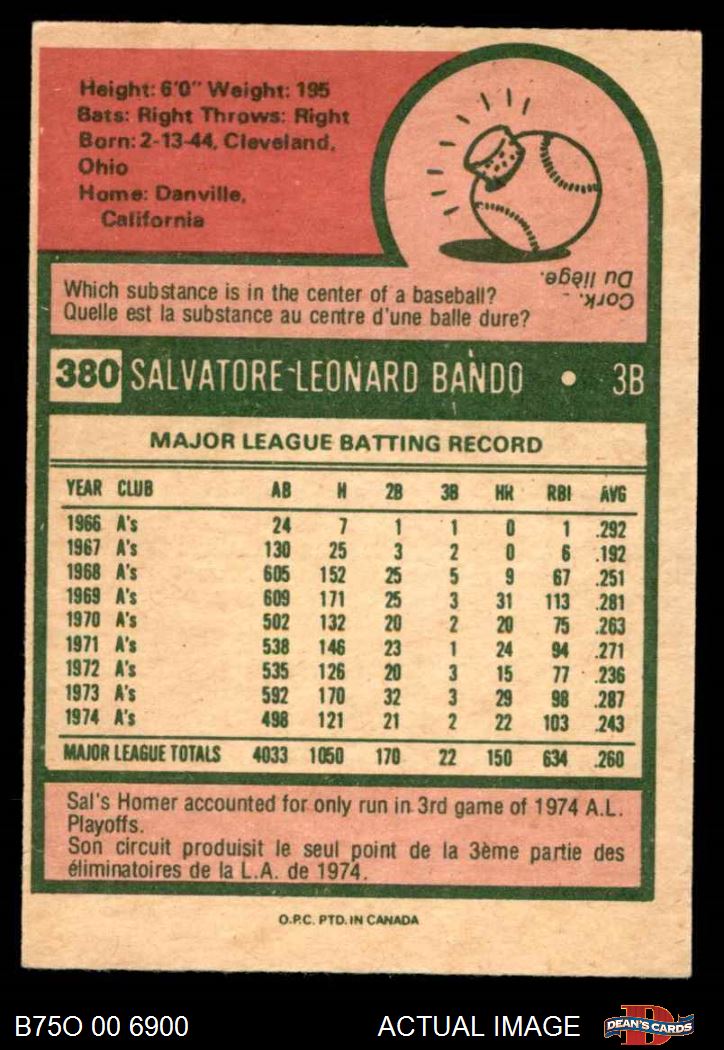 Height: 6'0" Weight: 195
Bats: Right Throws: Right
Born: 2-13-44, Cleveland,
Ohio
Home: Danville,
California
Cork.
Du liège.
Which substance is in the center of a baseball?
Quelle est la substance au centre d'une balle dure?
380 SALVATORE LEONARD BANDO • 3B
MAJOR LEAGUE BATTING RECORD
YEAR CLUB AB H 2B 3B HR RBI AVG
1966 A's 24 7 1 1 0 1 .292
1967 A's 130 25 3 2 0 6 .192
1968 A's 605 152 25 5 9 67 .251
1969 A's 609 171 25 3 31 113 .281
1970 A's 502 132 20 2 20 75 .263
1971 A's 538 146 23 1 24 94 .271
1972 A's 535 126 20 3 15 77 .236
1973 A's 592 170 32 3 29 98 .287
1974 A's 498 121 21 2 22 103 .243
MAJOR LEAGUE TOTALS 4033 1050 170 22 150 634 .260
Sal's Homer accounted for only run in 3rd game of 1974 A.L.
Playoffs.
Son circuit produisit le seul point de la 3ème partie des
éliminatoires de la L.A. de 1974.
O.P.C. PTD. IN CANADA
B75O 00 6900 ACTUAL IMAGE DEAN'S CARDS